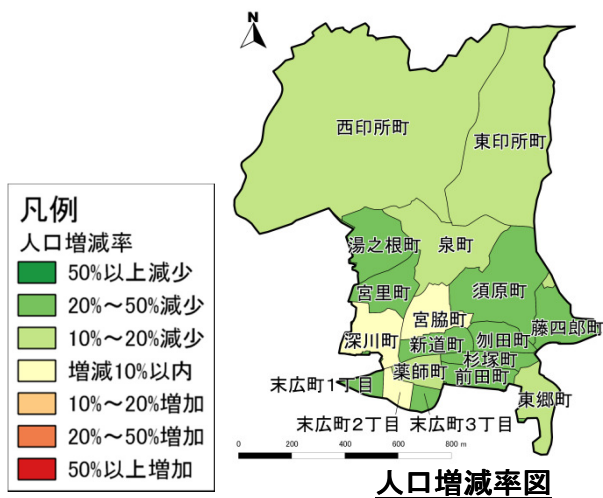 N
西印所町
東印所町
凡例
人口増減率
50%以上減少
20%～50%減少
10%～20%減少
増減10%以内
10%～20%増加
20%～50%増加
50%以上増加
湯之根町
泉町
宮里町
須原町
宮脇町
藤四郎町
深川町
新道町
刎田町
杉塚町
薬師町
前田町
末広町1丁目
東郷町
末広町2丁目
末広町3丁目
0 200 400 600 800 m
人口増減率図